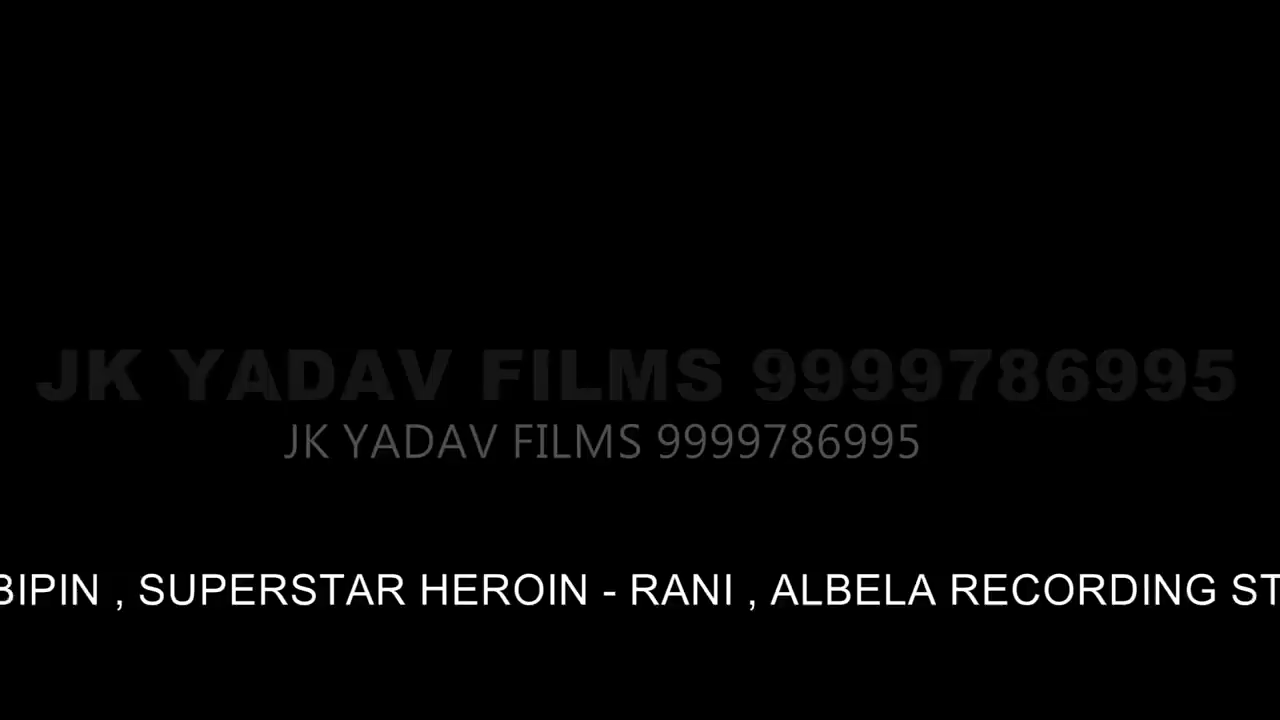 JK YADAV FILMS 9999786995
JK YADAV FILMS 9999786995
BIPIN , SUPERSTAR HEROIN - RANI , ALBELA RECORDING ST